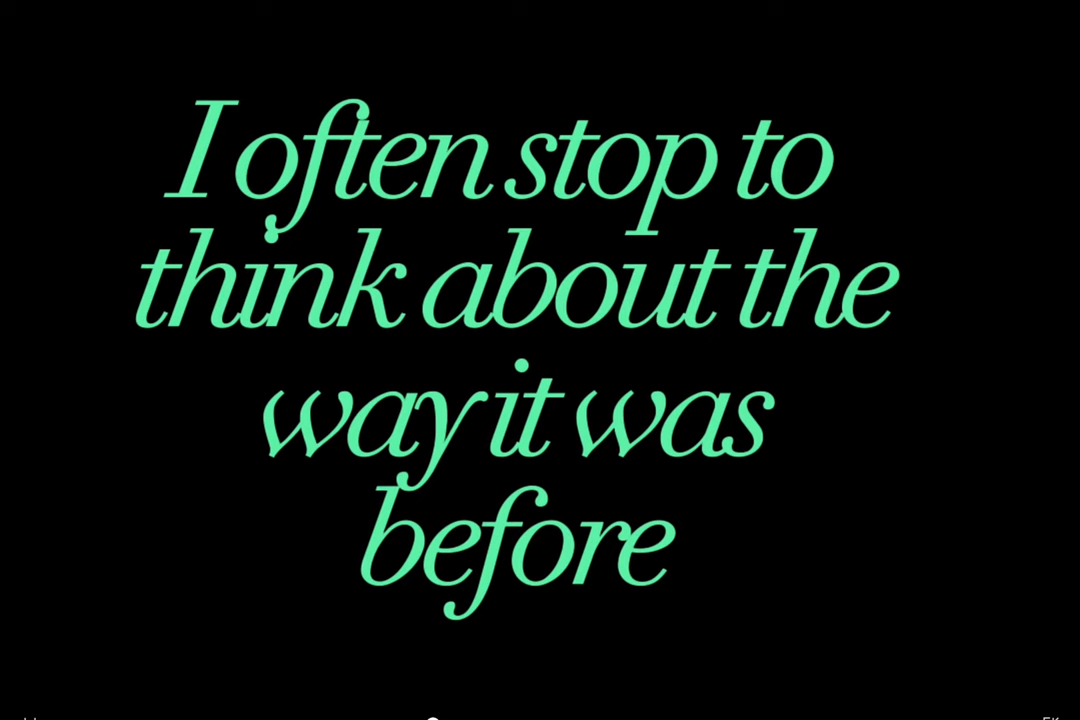 I often stop to
think about the
way it was
before